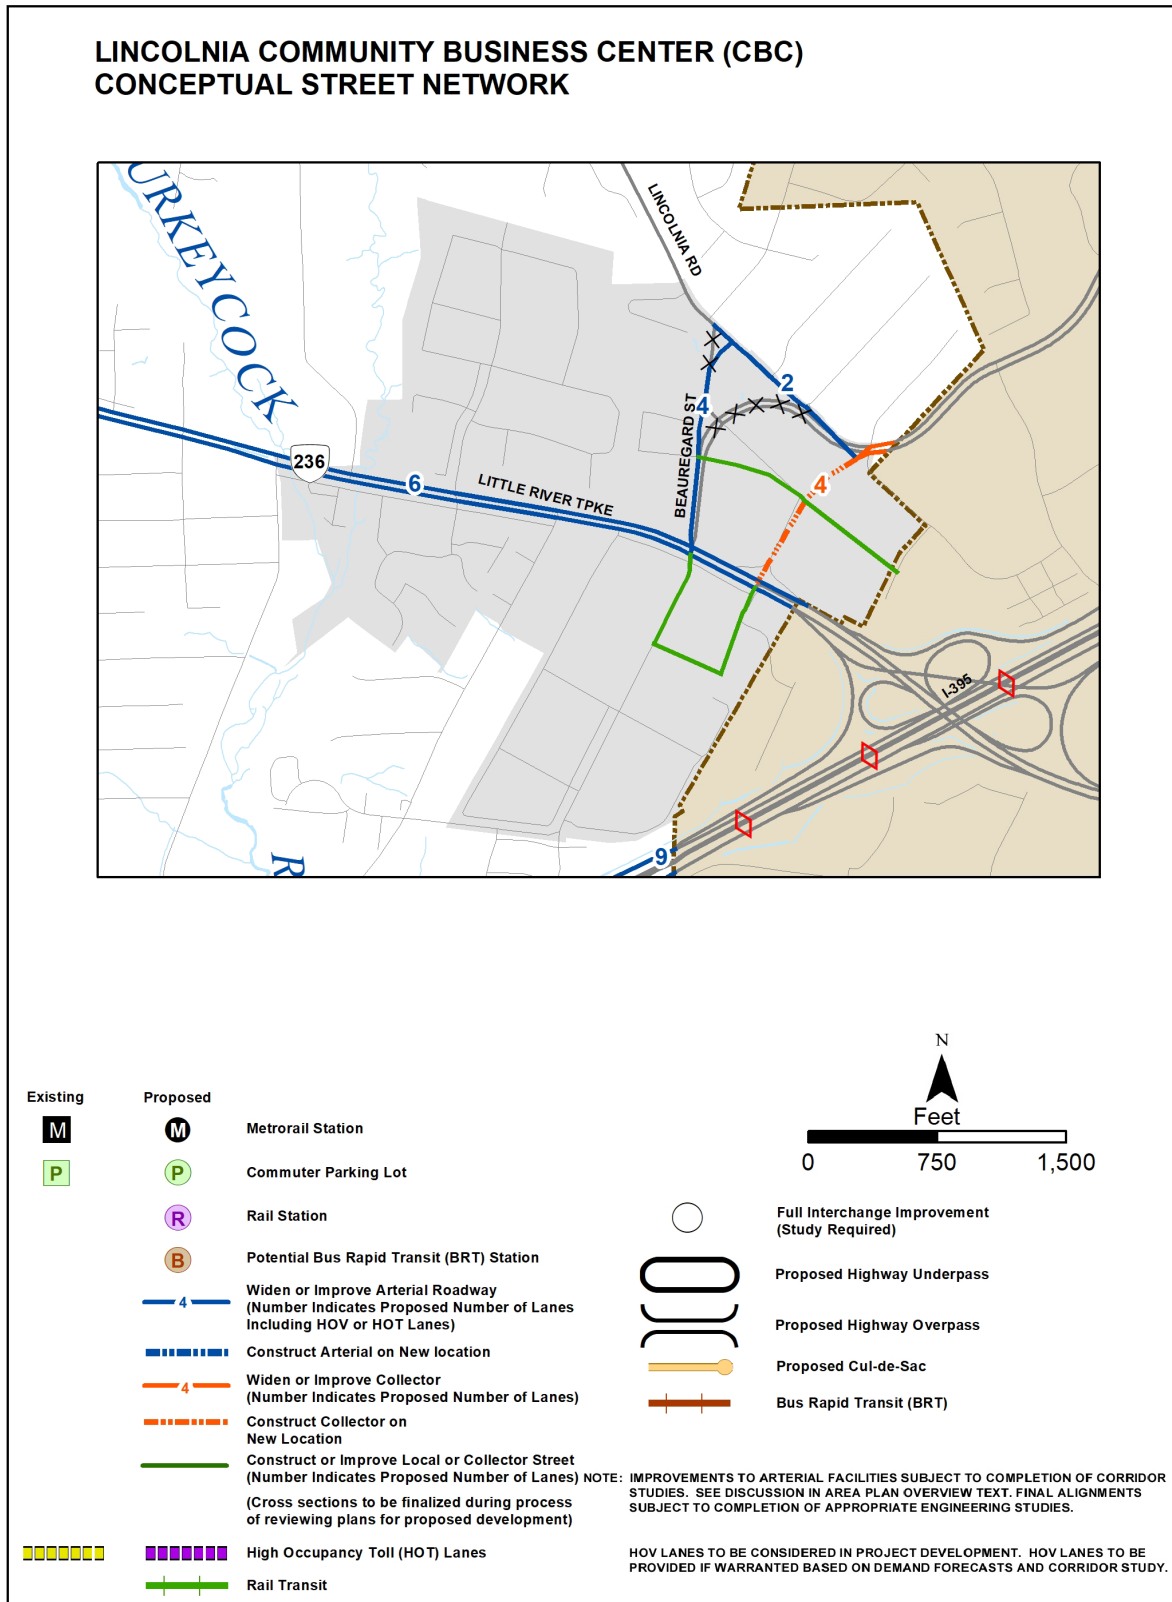 LINCOLNIA COMMUNITY BUSINESS CENTER (CBC)
CONCEPTUAL STREET NETWORK
URKEYCOCK
LINCOLNIA RD
2
4
BEAUREGARD ST
236
6
LITTLE RIVER TPKE
4
I-395
9
R
N
Feet
0 750 1,500
Existing Proposed
M M Metrorail Station
P P Commuter Parking Lot
R Rail Station
B Potential Bus Rapid Transit (BRT) Station
4 Widen or Improve Arterial Roadway
(Number Indicates Proposed Number of Lanes
Including HOV or HOT Lanes)
Construct Arterial on New location
4 Widen or Improve Collector
(Number Indicates Proposed Number of Lanes)
Construct Collector on
New Location
Construct or Improve Local or Collector Street
(Number Indicates Proposed Number of Lanes)
(Cross sections to be finalized during process
of reviewing plans for proposed development)
High Occupancy Toll (HOT) Lanes
Rail Transit
Full Interchange Improvement
(Study Required)
Proposed Highway Underpass
Proposed Highway Overpass
Proposed Cul-de-Sac
Bus Rapid Transit (BRT)
NOTE: IMPROVEMENTS TO ARTERIAL FACILITIES SUBJECT TO COMPLETION OF CORRIDOR
STUDIES. SEE DISCUSSION IN AREA PLAN OVERVIEW TEXT. FINAL ALIGNMENTS
SUBJECT TO COMPLETION OF APPROPRIATE ENGINEERING STUDIES.
HOV LANES TO BE CONSIDERED IN PROJECT DEVELOPMENT. HOV LANES TO BE
PROVIDED IF WARRANTED BASED ON DEMAND FORECASTS AND CORRIDOR STUDY.